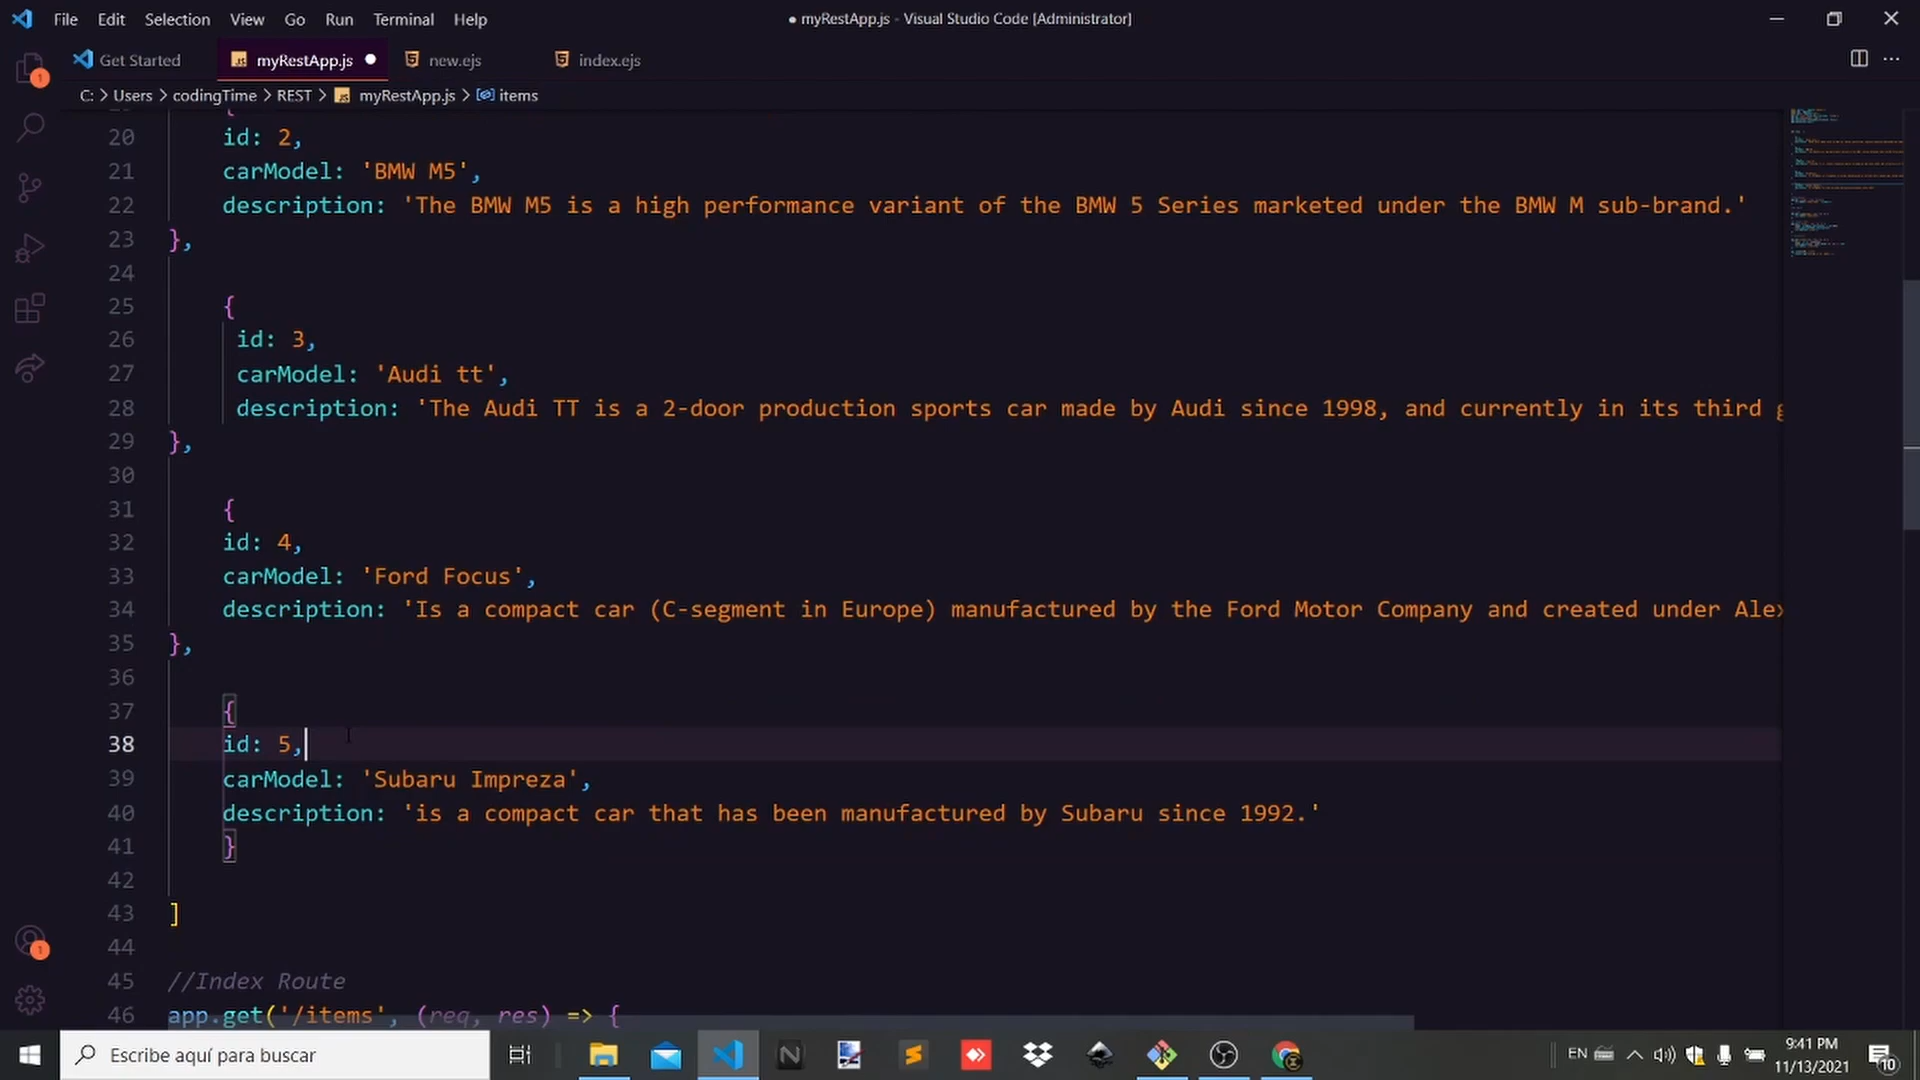 File Edit Selection View Go Run Terminal Help
● myRestApp.js - Visual Studio Code [Administrator]
Get Started myRestApp.js ● new.ejs index.ejs
C: > Users > codingTime > REST > myRestApp.js > items
20 id: 2,
21 carModel: 'BMW M5',
22 description: 'The BMW M5 is a high performance variant of the BMW 5 Series marketed under the BMW M sub-brand.'
23 },
24
25 {
26 id: 3,
27 carModel: 'Audi tt',
28 description: 'The Audi TT is a 2-door production sports car made by Audi since 1998, and currently in its third
29 },
30
31 {
32 id: 4,
33 carModel: 'Ford Focus',
34 description: 'Is a compact car (C-segment in Europe) manufactured by the Ford Motor Company and created under Alex
35 },
36
37 {
38 id: 5,
39 carModel: 'Subaru Impreza',
40 description: 'is a compact car that has been manufactured by Subaru since 1992.'
41 }
42
43 ]
44
45 //Index Route
46 app.get('/items', (req, res) => {
1
1
Escribe aquí para buscar
EN
9:41 PM
11/13/2021
10